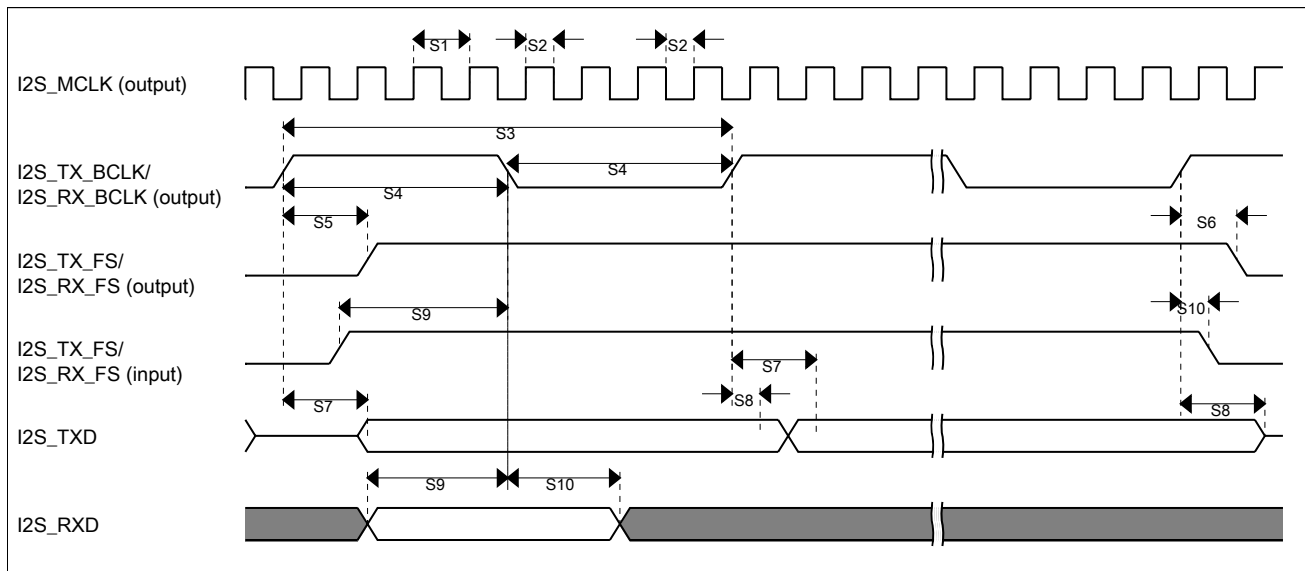 S1
S2
S2
I2S_MCLK (output)
S3
I2S_TX_BCLK/
I2S_RX_BCLK (output)
S4
S4
S5
S6
I2S_TX_FS/
I2S_RX_FS (output)
S9
S10
I2S_TX_FS/
I2S_RX_FS (input)
S7
S7
S8
S8
I2S_TXD
S9
S10
I2S_RXD